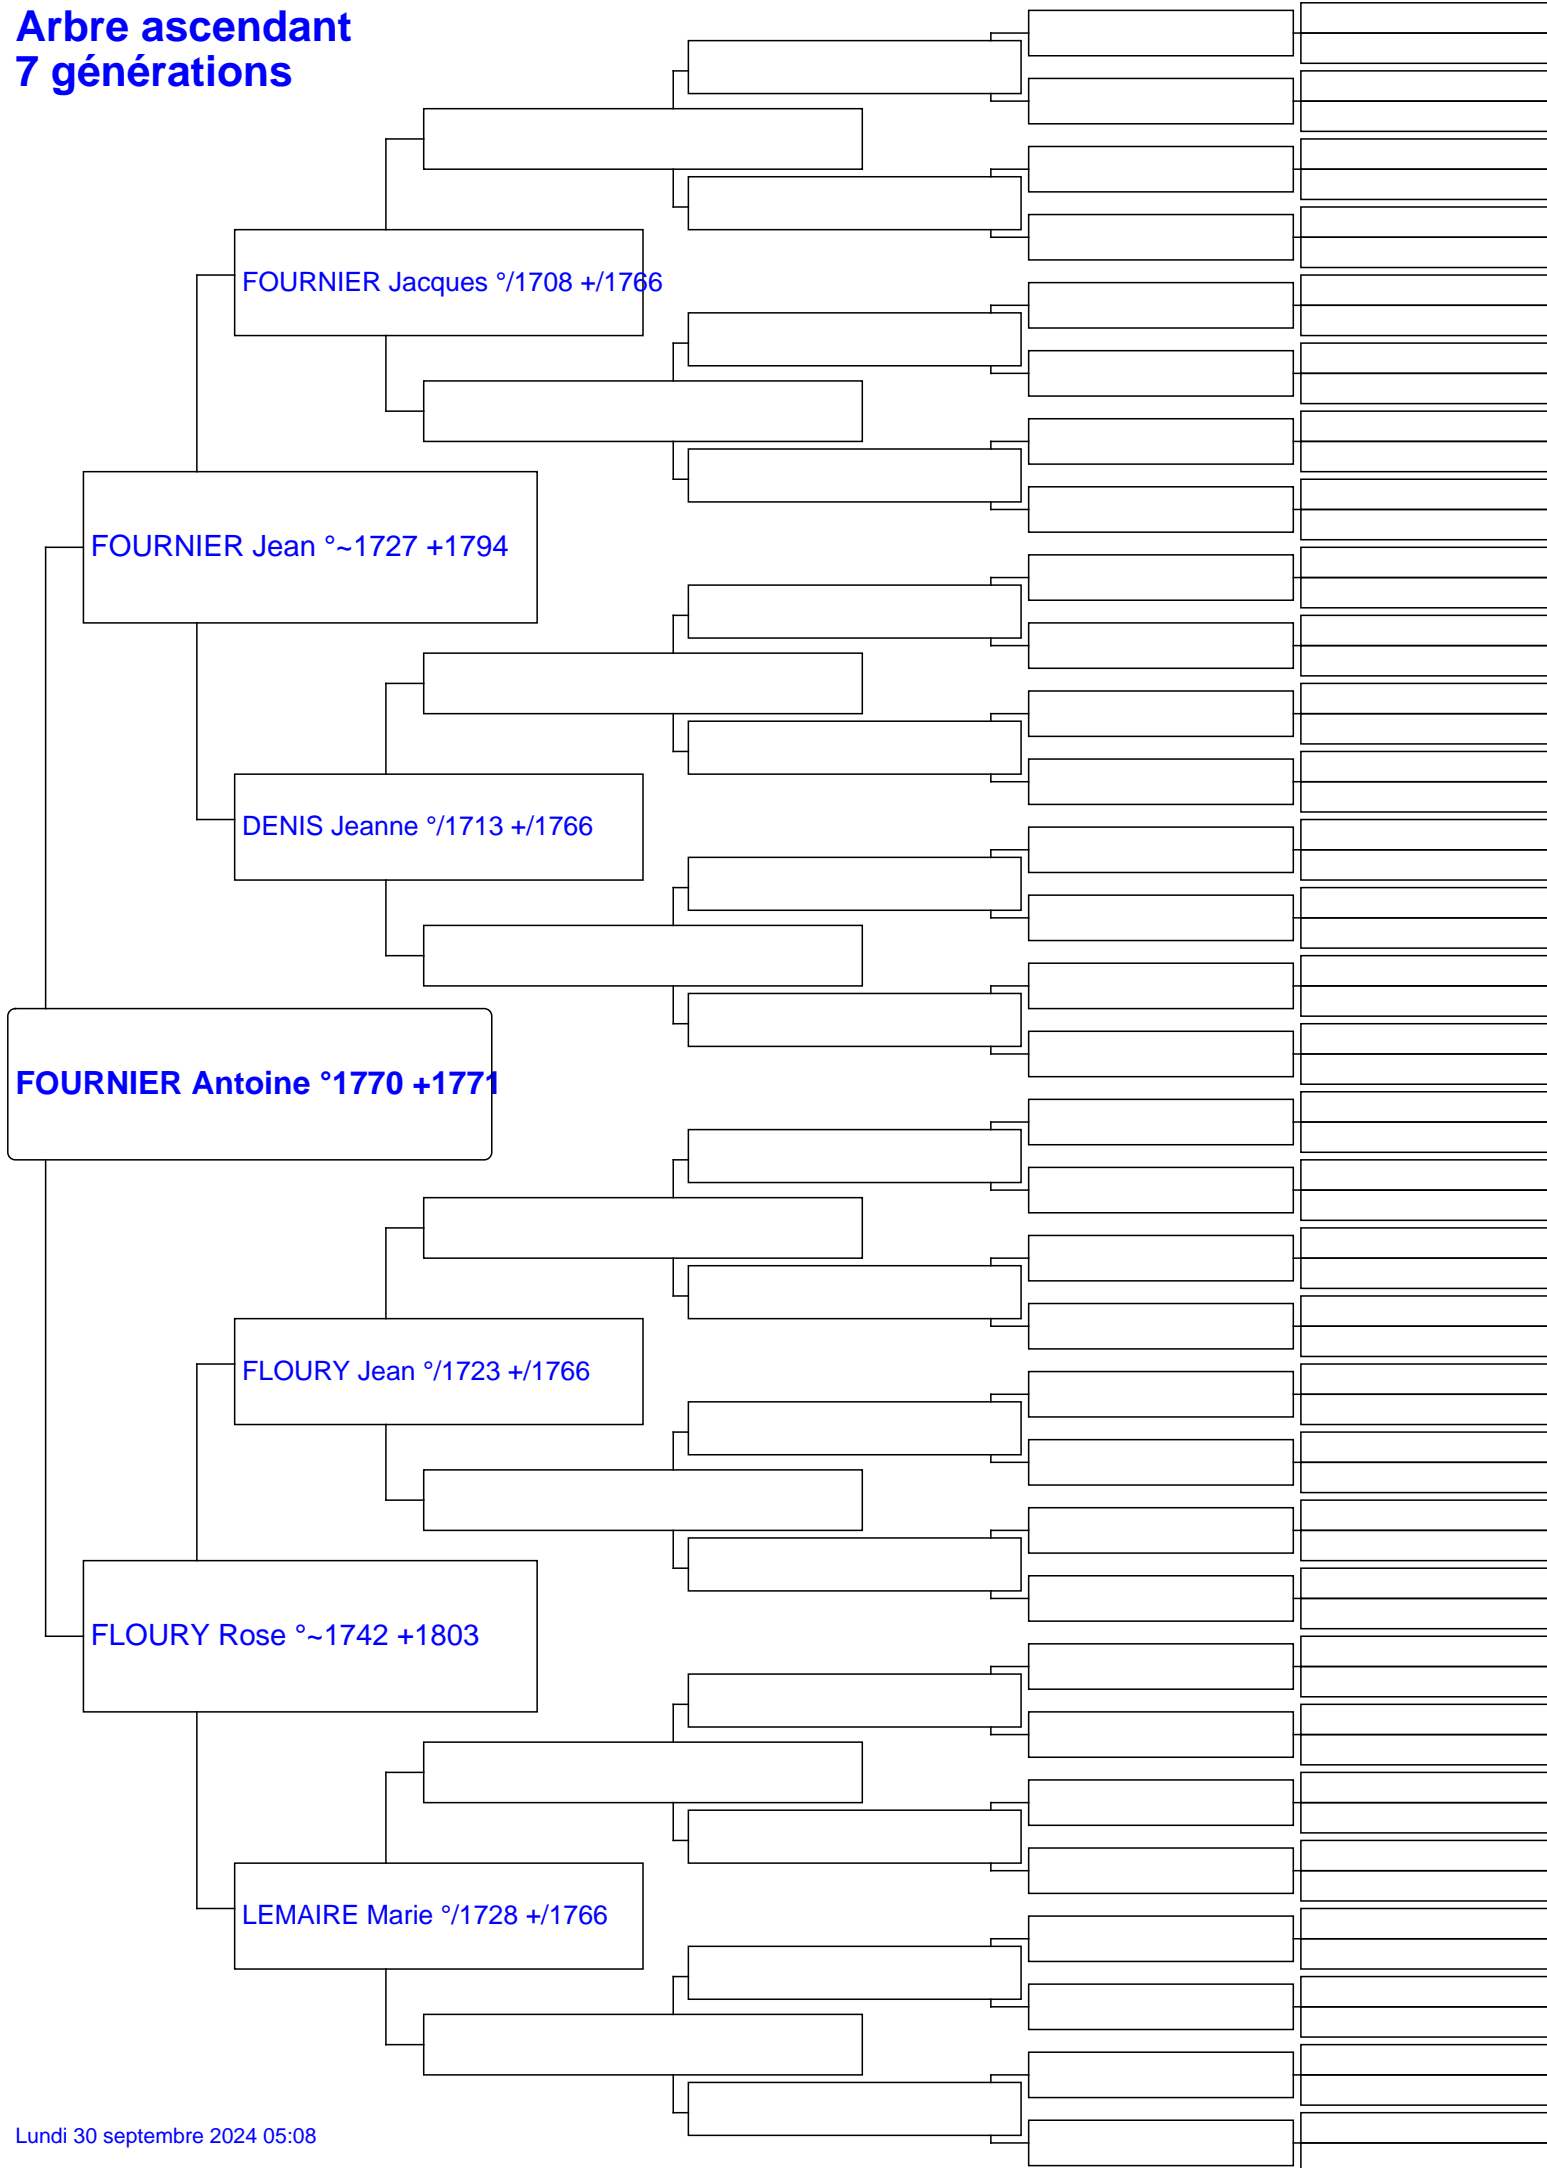 Arbre ascendant
7 générations
FOURNIER Jacques °/1708 +/1766
FOURNIER Jean °~1727 +1794
DENIS Jeanne °/1713 +/1766
FOURNIER Antoine °1770 +1771
FLOURY Jean °/1723 +/1766
FLOURY Rose °~1742 +1803
LEMAIRE Marie °/1728 +/1766
Lundi 30 septembre 2024 05:08